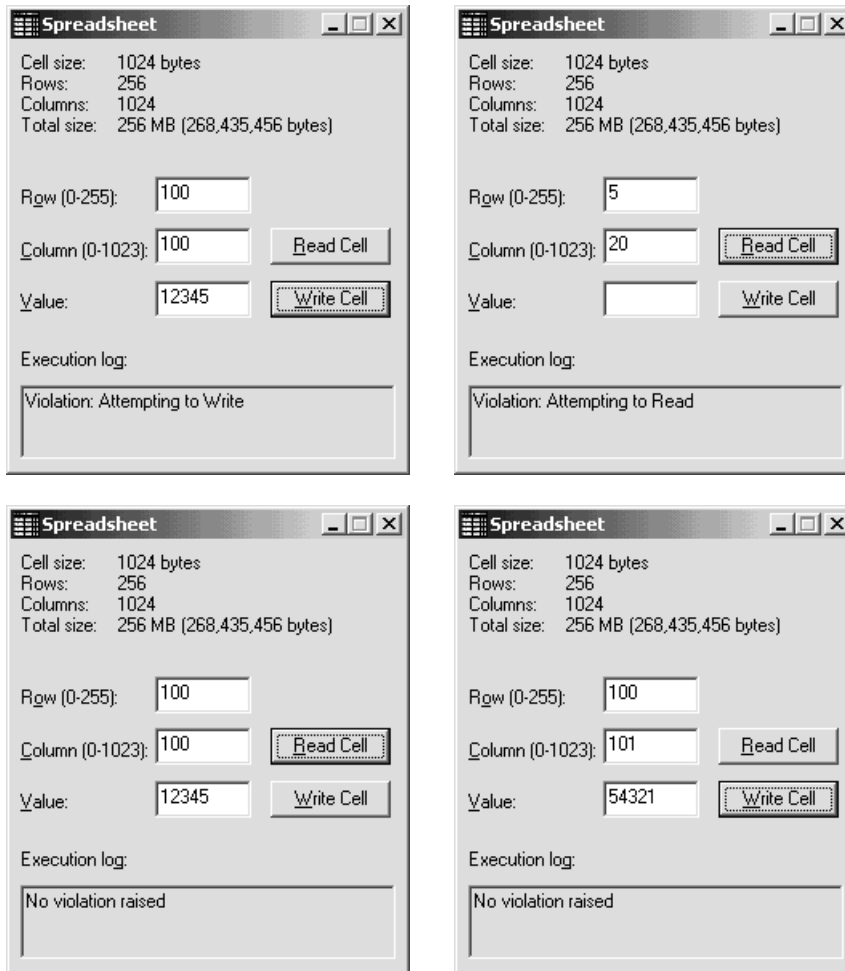 Spreadsheet
Cell size: 1024 bytes
Rows: 256
Columns: 1024
Total size: 256 MB (268,435,456 bytes)
Row (0-255): 100
Column (0-1023): 100 Read Cell
Value: 12345 Write Cell
Execution log:
Violation: Attempting to Write
Spreadsheet
Cell size: 1024 bytes
Rows: 256
Columns: 1024
Total size: 256 MB (268,435,456 bytes)
Row (0-255): 5
Column (0-1023): 20 Read Cell
Value: Write Cell
Execution log:
Violation: Attempting to Read
Spreadsheet
Cell size: 1024 bytes
Rows: 256
Columns: 1024
Total size: 256 MB (268,435,456 bytes)
Row (0-255): 100
Column (0-1023): 100 Read Cell
Value: 12345 Write Cell
Execution log:
No violation raised
Spreadsheet
Cell size: 1024 bytes
Rows: 256
Columns: 1024
Total size: 256 MB (268,435,456 bytes)
Row (0-255): 100
Column (0-1023): 101 Read Cell
Value: 54321 Write Cell
Execution log:
No violation raised